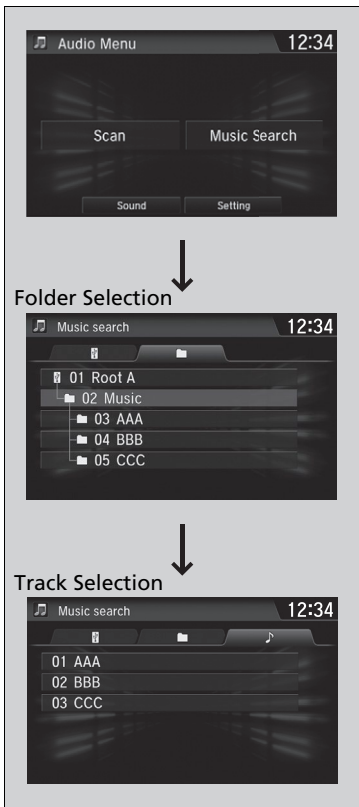 Audio Menu 12:34
Scan Music Search
Sound Setting
Folder Selection
Music search 12:34
01 Root A
02 Music
03 AAA
04 BBB
05 CCC
Track Selection
Music search 12:34
01 AAA
02 BBB
03 CCC